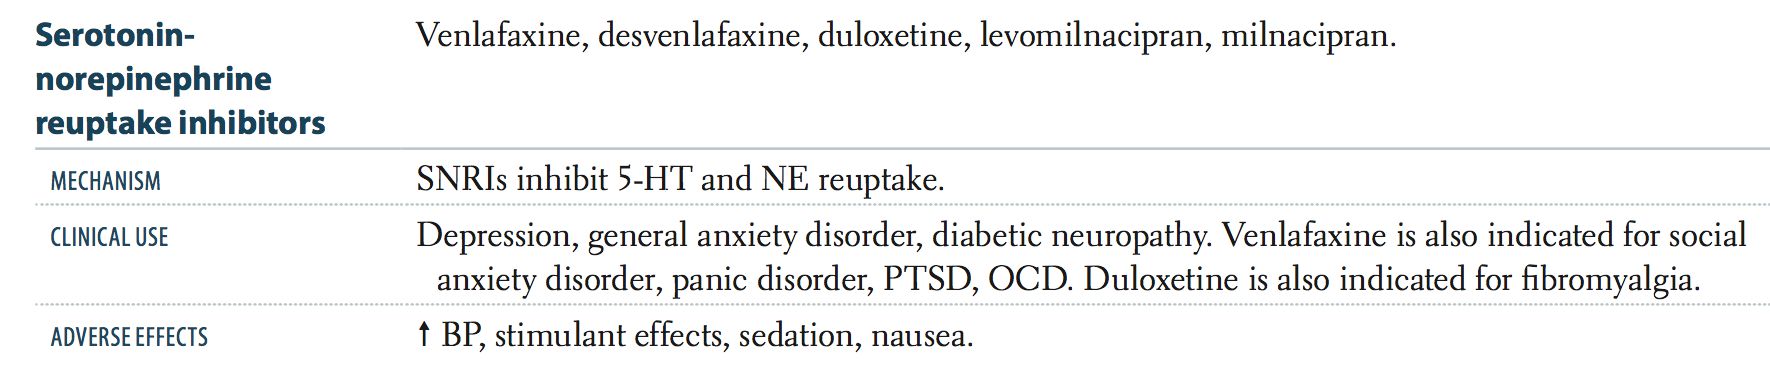 Serotonin-
norepinephrine
reuptake inhibitors
Venlafaxine, desvenlafaxine, duloxetine, levomilnacipran, milnacipran.
MECHANISM
SNRIs inhibit 5-HT and NE reuptake.
CLINICAL USE
Depression, general anxiety disorder, diabetic neuropathy. Venlafaxine is also indicated for social
anxiety disorder, panic disorder, PTSD, OCD. Duloxetine is also indicated for fibromyalgia.
ADVERSE EFFECTS
↑ BP, stimulant effects, sedation, nausea.